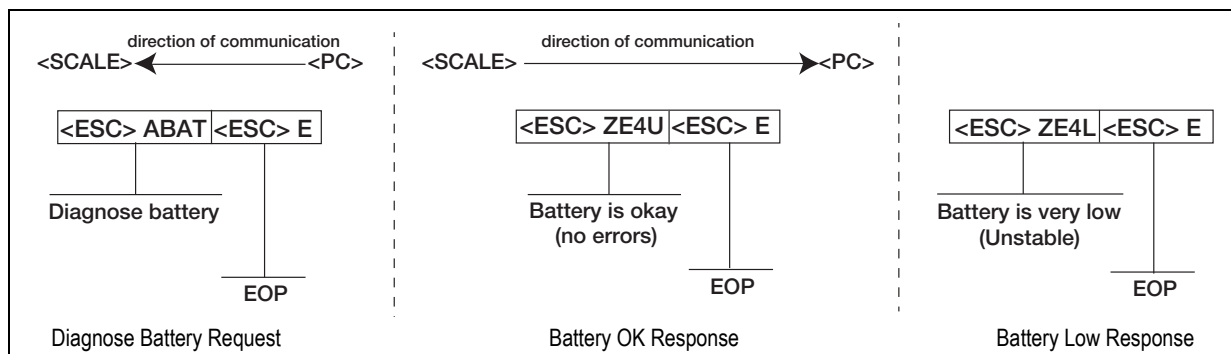 direction of communication
<SCALE> <PC>
<ESC> ABAT <ESC> E
Diagnose battery
EOP
Diagnose Battery Request
direction of communication
<SCALE> <PC>
<ESC> ZE4U <ESC> E
Battery is okay
(no errors)
EOP
Battery OK Response
<ESC> ZE4L <ESC> E
Battery is very low
(Unstable)
EOP
Battery Low Response